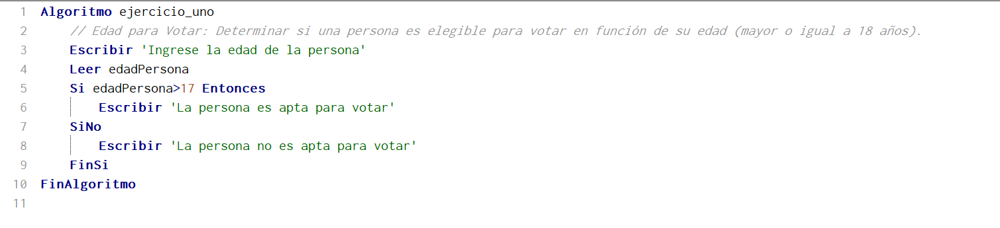 1 Algoritmo ejercicio_uno
2 // Edad para Votar: Determinar si una persona es elegible para votar en función de su edad (mayor o igual a 18 años).
3 Escribir 'Ingrese la edad de la persona'
4 Leer edadPersona
5 Si edadPersona>17 Entonces
6 Escribir 'La persona es apta para votar'
7 SiNo
8 Escribir 'La persona no es apta para votar'
9 FinSi
10 FinAlgoritmo
11